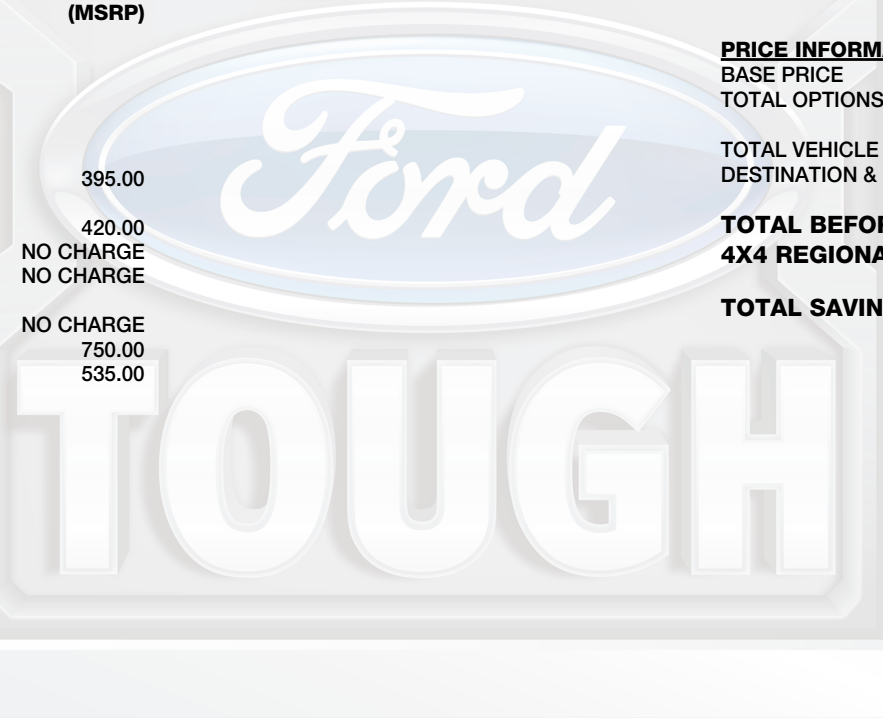 (MSRP)
395.00
420.00
NO CHARGE
NO CHARGE
NO CHARGE
750.00
535.00
PRICE INFORM
BASE PRICE
TOTAL OPTIONS
TOTAL VEHICLE
DESTINATION &
TOTAL BEFOR
4X4 REGIONA
TOTAL SAVIN
Ford
TOUGH